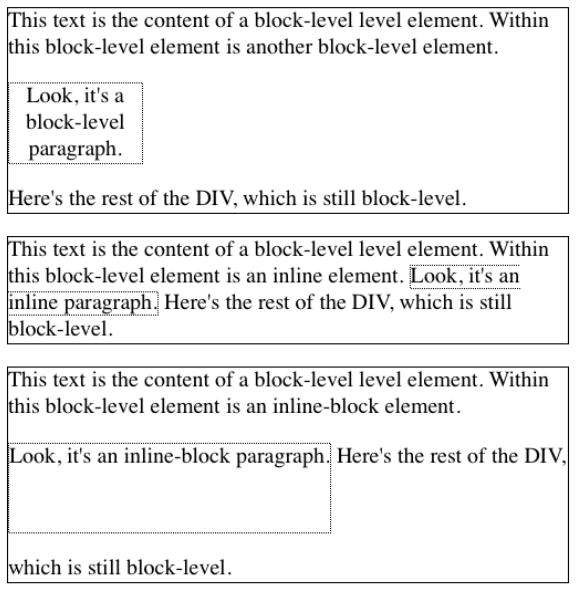 This text is the content of a block-level level element. Within
this block-level element is another block-level element.
Look, it's a
block-level
paragraph.
Here's the rest of the DIV, which is still block-level.
This text is the content of a block-level level element. Within
this block-level element is an inline element. Look, it's an
inline paragraph. Here's the rest of the DIV, which is still
block-level.
This text is the content of a block-level level element. Within
this block-level element is an inline-block element.
Look, it's an inline-block paragraph. Here's the rest of the DIV,
which is still block-level.